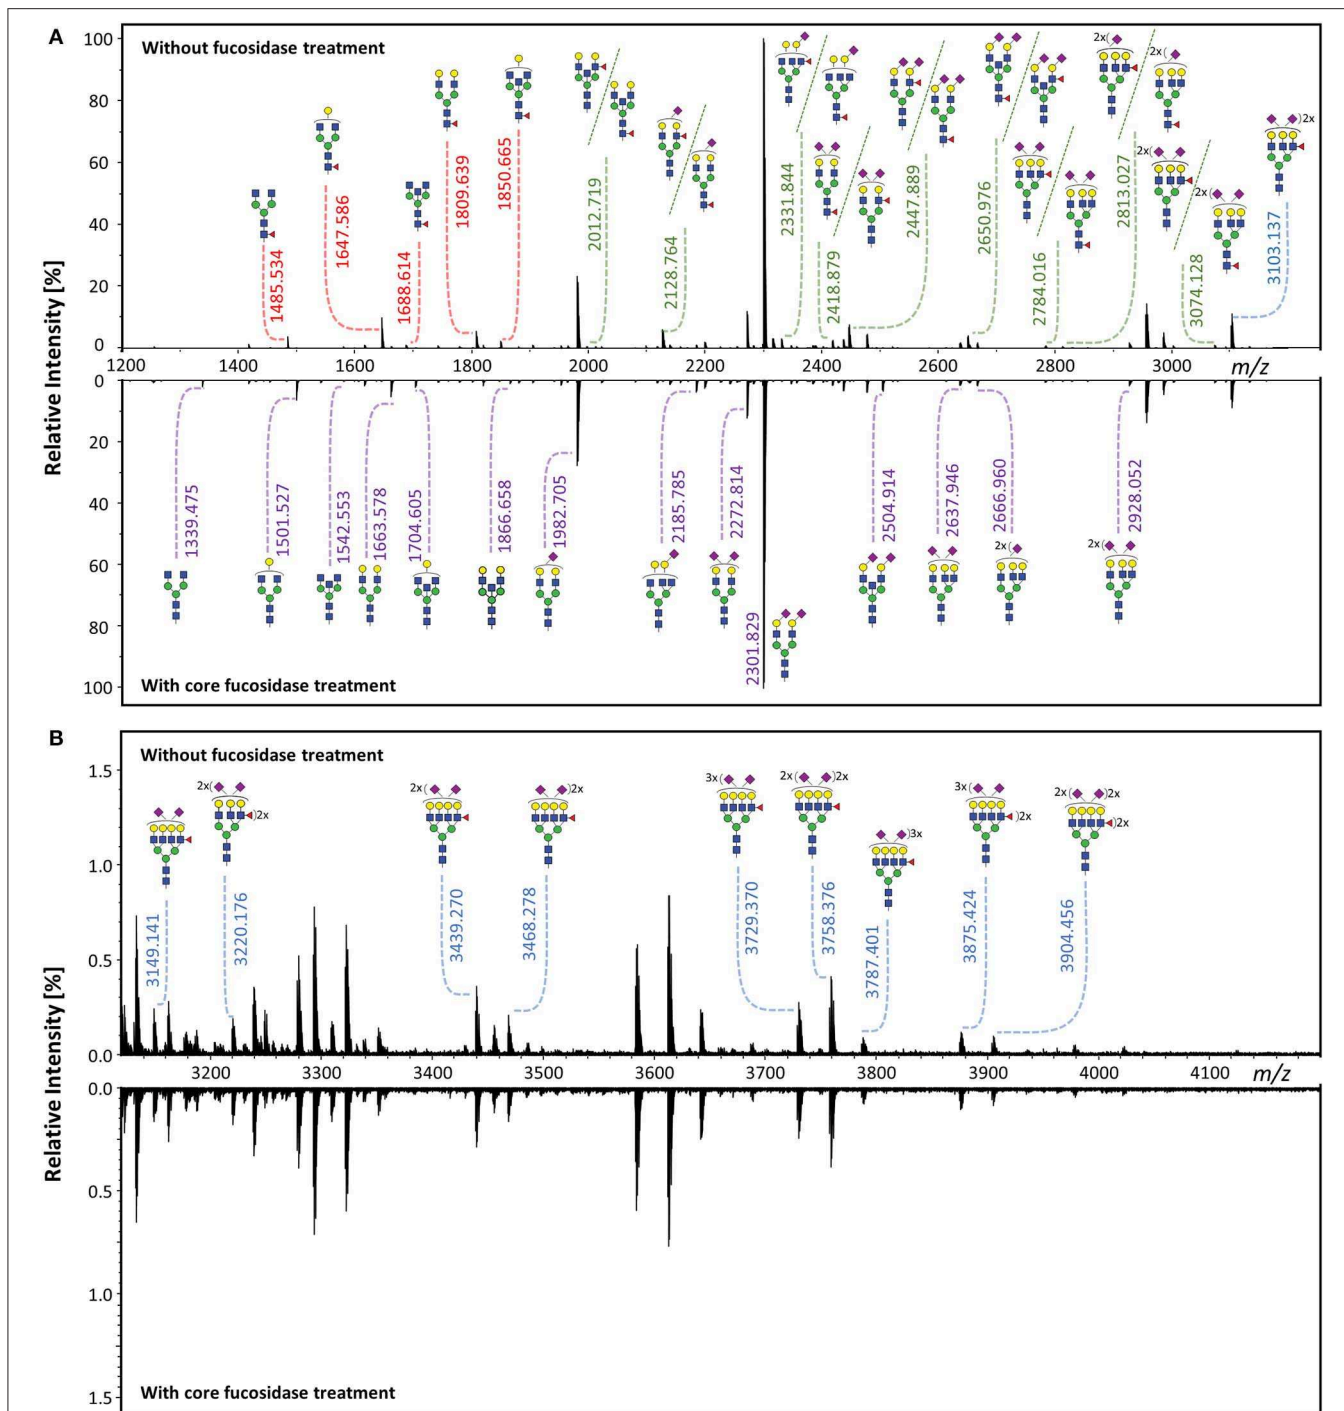 A
Without fucosidase treatment
Relative Intensity [%]
100
80
60
40
20
0
1485.534
1647.586
1688.614
1809.639
1850.665
2012.719
2128.764
2331.844
2418.879
2447.889
2650.976
2784.016
2813.027
3074.128
3103.137
2x(
2x(
2x(
2x(
)2x
1200
1400
1600
1800
2000
2200
2400
2600
2800
3000
m/z
Relative Intensity [%]
0
20
40
60
80
100
1339.475
1501.527
1542.553
1663.578
1704.605
1866.658
1982.705
2185.785
2272.814
2301.829
2504.914
2637.946
2666.960
2928.052
2x(
2x(
With core fucosidase treatment
B
Without fucosidase treatment
Relative Intensity [%]
1.5
1.0
0.5
0.0
3149.141
2x(
)2x
3220.176
2x(
3439.270
)2x
3468.278
3x(
3729.370
2x(
)2x
3758.376
)3x
3787.401
3x(
)2x
3875.424
2x(
)2x
)2x
3904.456
3200
3300
3400
3500
3600
3700
3800
3900
4000
4100
m/z
Relative Intensity [%]
0.0
0.5
1.0
1.5
With core fucosidase treatment